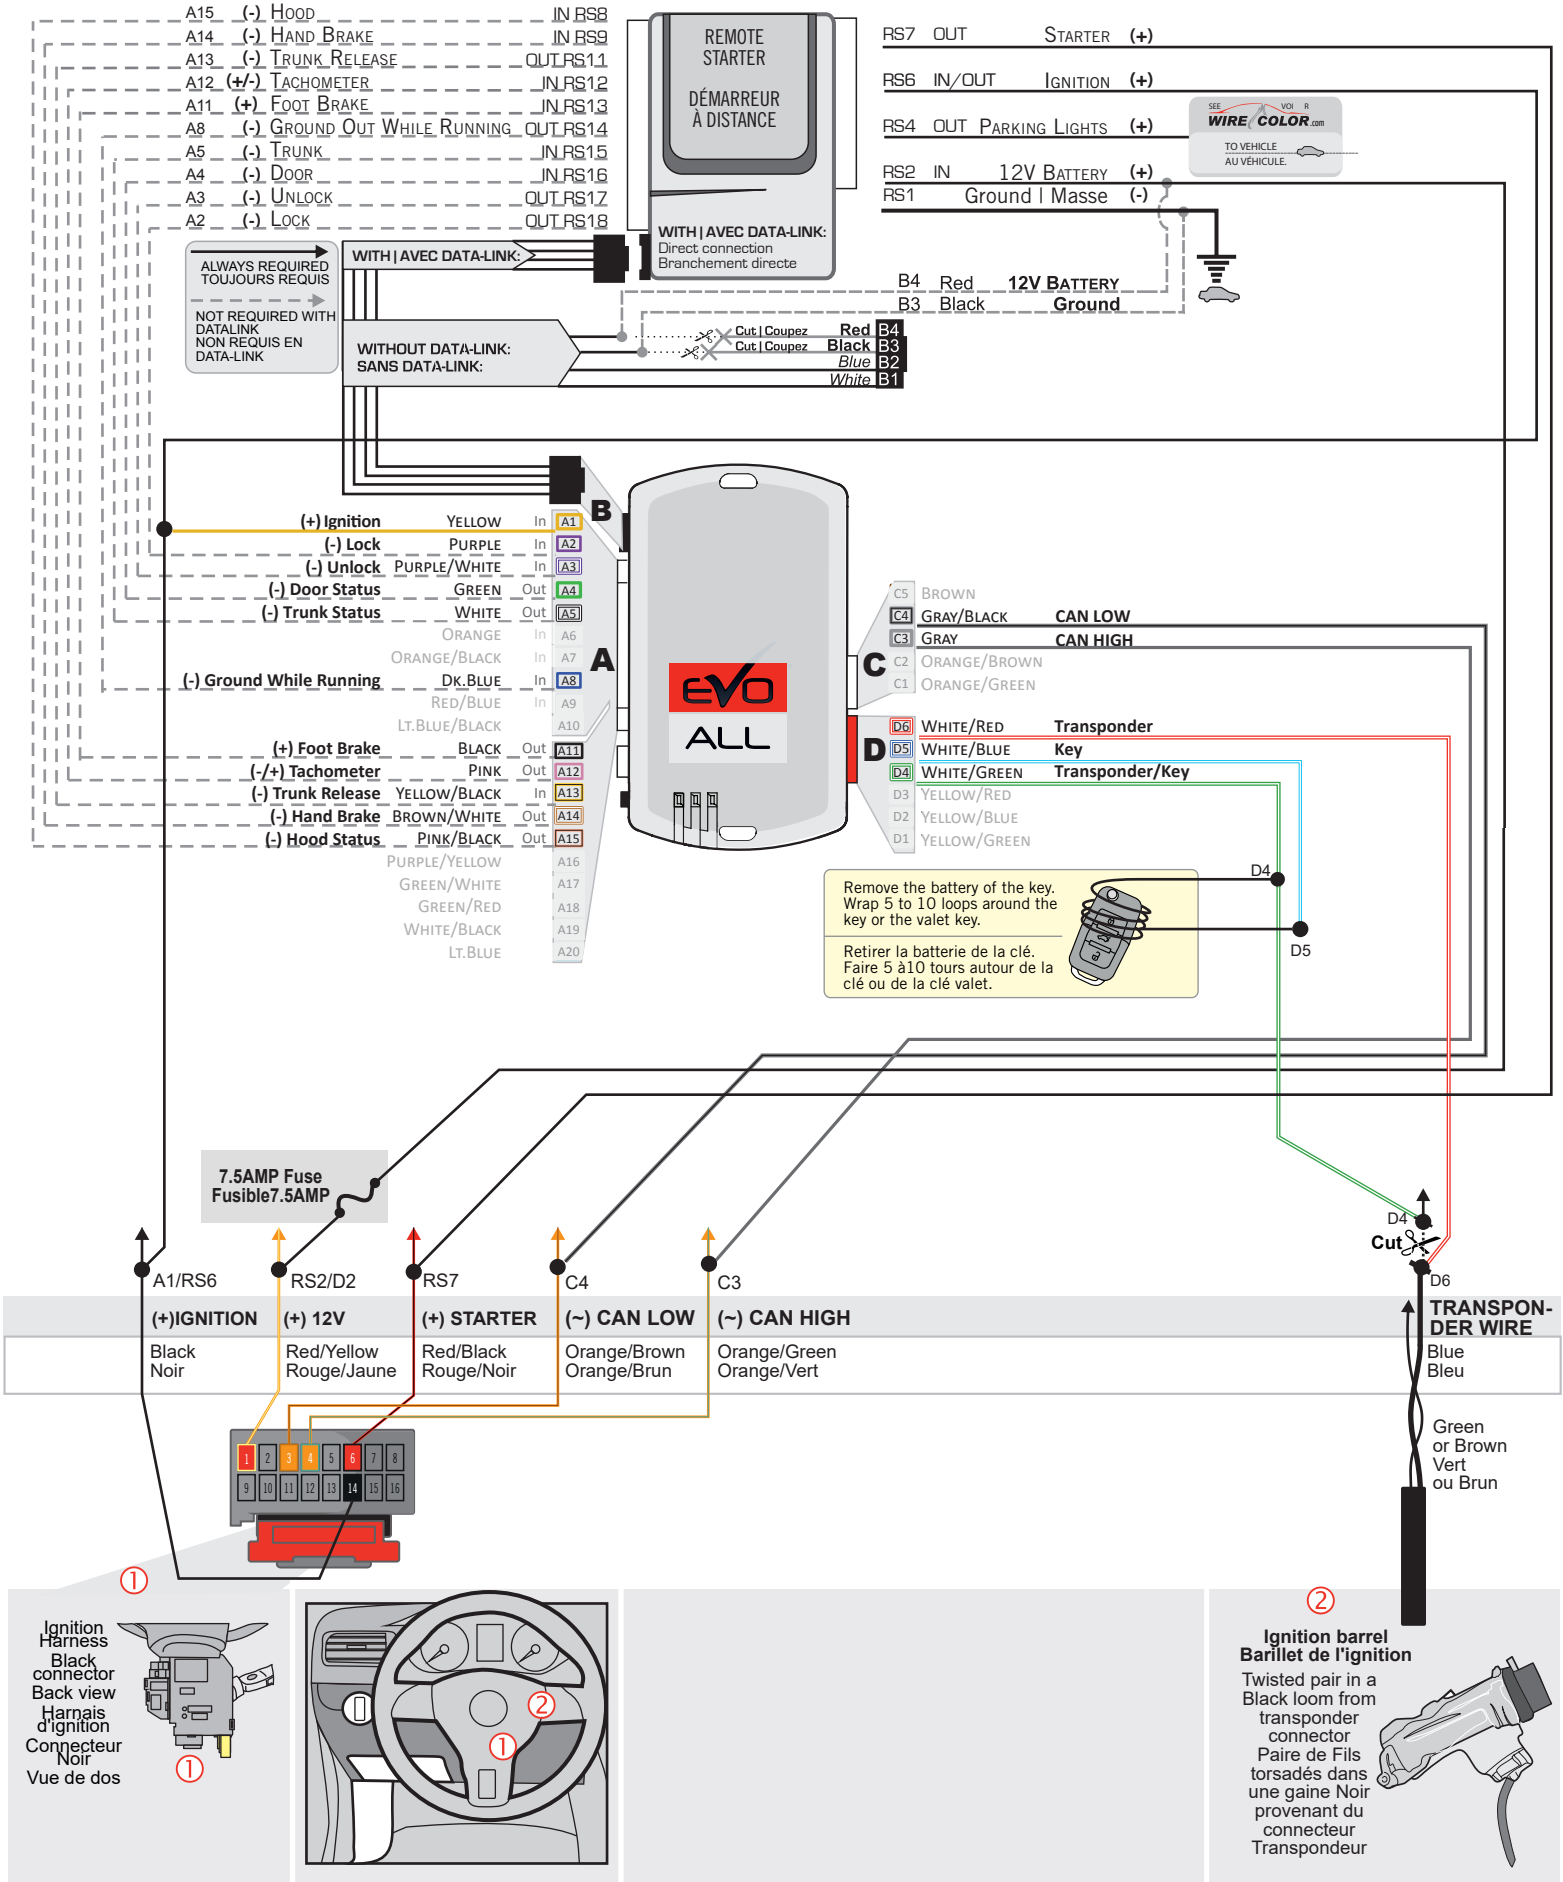 A15 (-) Hood IN RS8
A14 (-) Hand Brake IN RS9
A13 (-) Trunk Release OUT RS11
A12 (+/-) Tachometer IN RS12
A11 (+) Foot Brake IN RS13
A8 (-) Ground Out While Running OUT RS14
A5 (-) Trunk IN RS15
A4 (-) Door IN RS16
A3 (-) Unlock OUT RS17
A2 (-) Lock OUT RS18
REMOTE
STARTER
DÉMARREUR
À DISTANCE
WITH | AVEC DATA-LINK:
Direct connection
Branchement directe
RS7 OUT Starter (+)
RS6 IN/OUT Ignition (+)
RS4 OUT Parking Lights (+)
RS2 IN 12V Battery (+)
RS1 Ground | Masse (-)
SEE VOI R
WIRE COLOR.com
TO VEHICLE
AU VÉHICULE.
ALWAYS REQUIRED
TOUJOURS REQUIS
NOT REQUIRED WITH
DATALINK
NON REQUIS EN
DATA-LINK
WITH | AVEC DATA-LINK:
B4 Red 12V Battery
B3 Black Ground
WITHOUT DATA-LINK:
SANS DATA-LINK:
Cut | Coupez Red B4
Cut | Coupez Black B3
Blue B2
White B1
B
(+) Ignition Yellow In A1
(-) Lock Purple In A2
(-) Unlock Purple/White In A3
(-) Door Status Green Out A4
(-) Trunk Status White Out A5
Orange In A6
Orange/Black In A7
(-) Ground While Running Dk.Blue In A8
Red/Blue In A9
Lt.Blue/Black A10
(+) Foot Brake Black Out A11
(-/+) Tachometer Pink Out A12
(-) Trunk Release Yellow/Black In A13
(-) Hand Brake Brown/White Out A14
(-) Hood Status Pink/Black Out A15
Purple/Yellow A16
Green/White A17
Green/Red A18
White/Black A19
Lt.Blue A20
A
EVO
ALL
C
C5 Brown
C4 Gray/Black CAN LOW
C3 Gray CAN HIGH
C2 Orange/Brown
C1 Orange/Green
D
D6 White/Red Transponder
D5 White/Blue Key
D4 White/Green Transponder/Key
D3 Yellow/Red
D2 Yellow/Blue
D1 Yellow/Green
Remove the battery of the key.
Wrap 5 to 10 loops around the
key or the valet key.
Retirer la batterie de la clé.
Faire 5 à10 tours autour de la
clé ou de la clé valet.
D4
D5
7.5AMP Fuse
Fusible7.5AMP
D4
Cut
D6
A1/RS6 RS2/D2 RS7 C4 C3
(+)IGNITION (+) 12V (+) STARTER (~) CAN LOW (~) CAN HIGH
TRANSPON-
DER WIRE
Black Red/Yellow Red/Black Orange/Brown Orange/Green Blue
Noir Rouge/Jaune Rouge/Noir Orange/Brun Orange/Vert Bleu
Green
or Brown
Vert
ou Brun
1 2 3 4 5 6 7 8
9 10 11 12 13 14 15 16
1
Ignition
Harness
Black
connector
Back view
Harnais
d'ignition
Connecteur
Noir
Vue de dos
1
2
1
2
Ignition barrel
Barillet de l'ignition
Twisted pair in a
Black loom from
transponder
connector
Paire de Fils
torsadés dans
une gaine Noir
provenant du
connecteur
Transpondeur